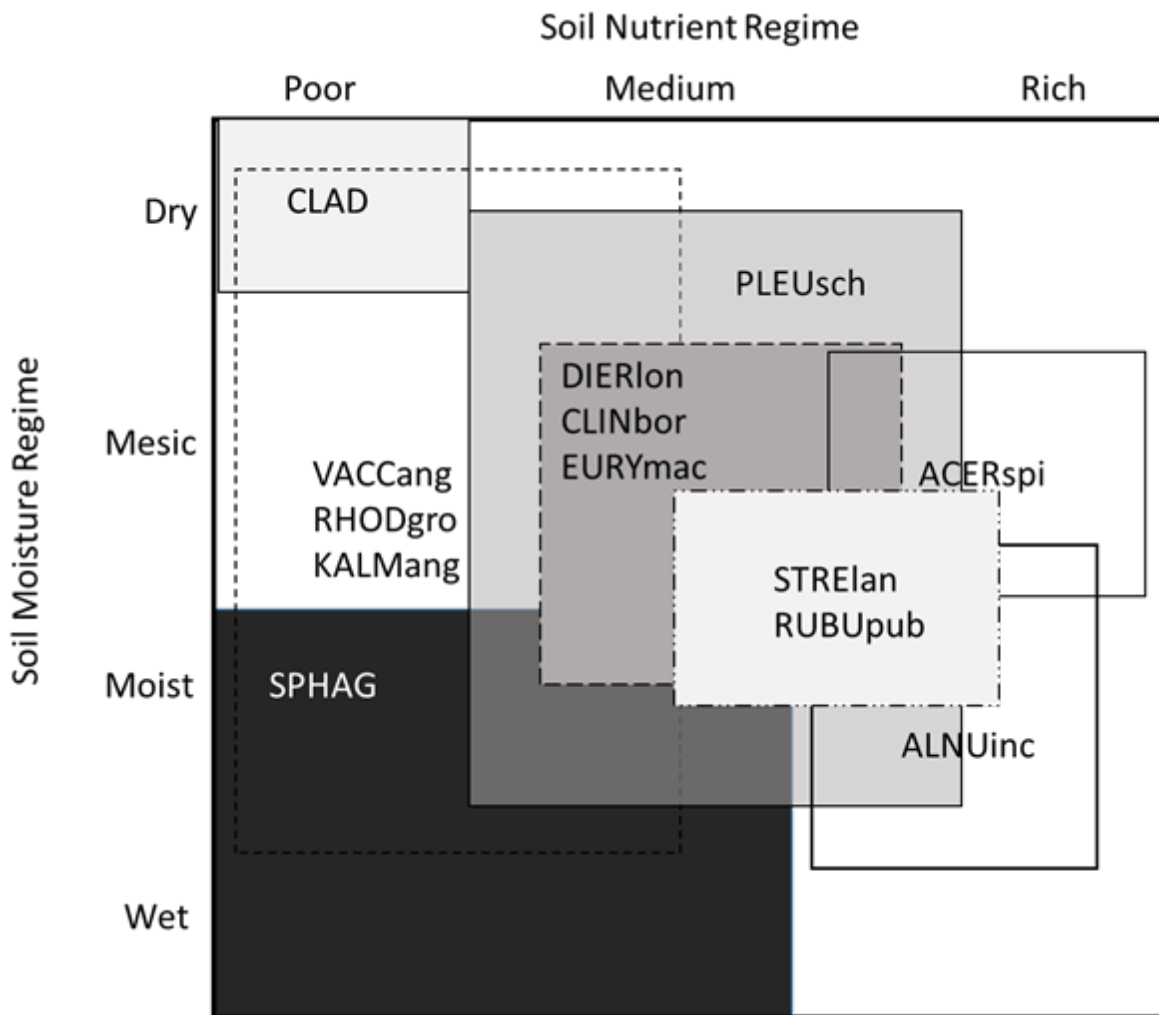 Soil Nutrient Regime
Poor Medium Rich
Soil Moisture Regime
Dry
Mesic
Moist
Wet
CLAD
PLEUsch
DIERlon
CLINbor
EURYmac
VACCang
RHODgro
KALMang
ACERspi
STRElan
RUBUpub
SPHAG
ALNUinc